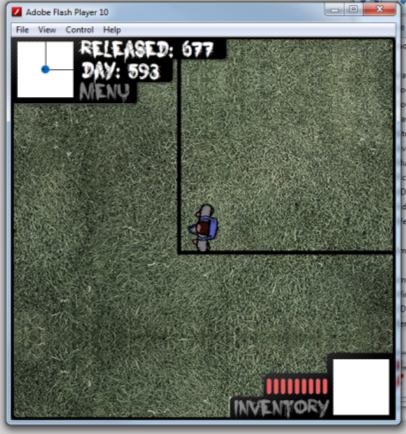 Adobe Flash Player 10
File View Control Help
RELEASED: 677
DAY: 593
MENU
INVENTORY